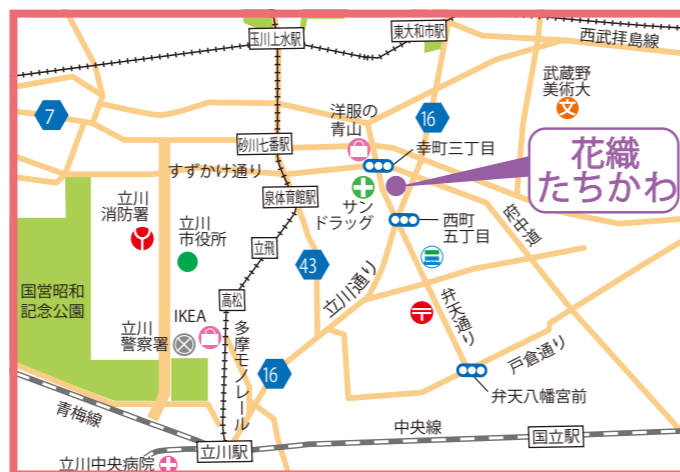 玉川上水駅
東大和市駅
西武拝島線
武蔵野
美術大
文
7
洋服の
青山
16
砂川七番駅
幸町三丁目
花織
たちかわ
すずかけ通り
泉体育館駅
サン
ドラッグ
立川
消防署
立川
市役所
西町
五丁目
府中道
立飛
43
立川通り
国営昭和
記念公園
高松
IKEA
弁天通り
立川
警察署
多摩モノレール
戸倉通り
16
弁天八幡宮前
青梅線
中央線
立川駅
国立駅
立川中央病院